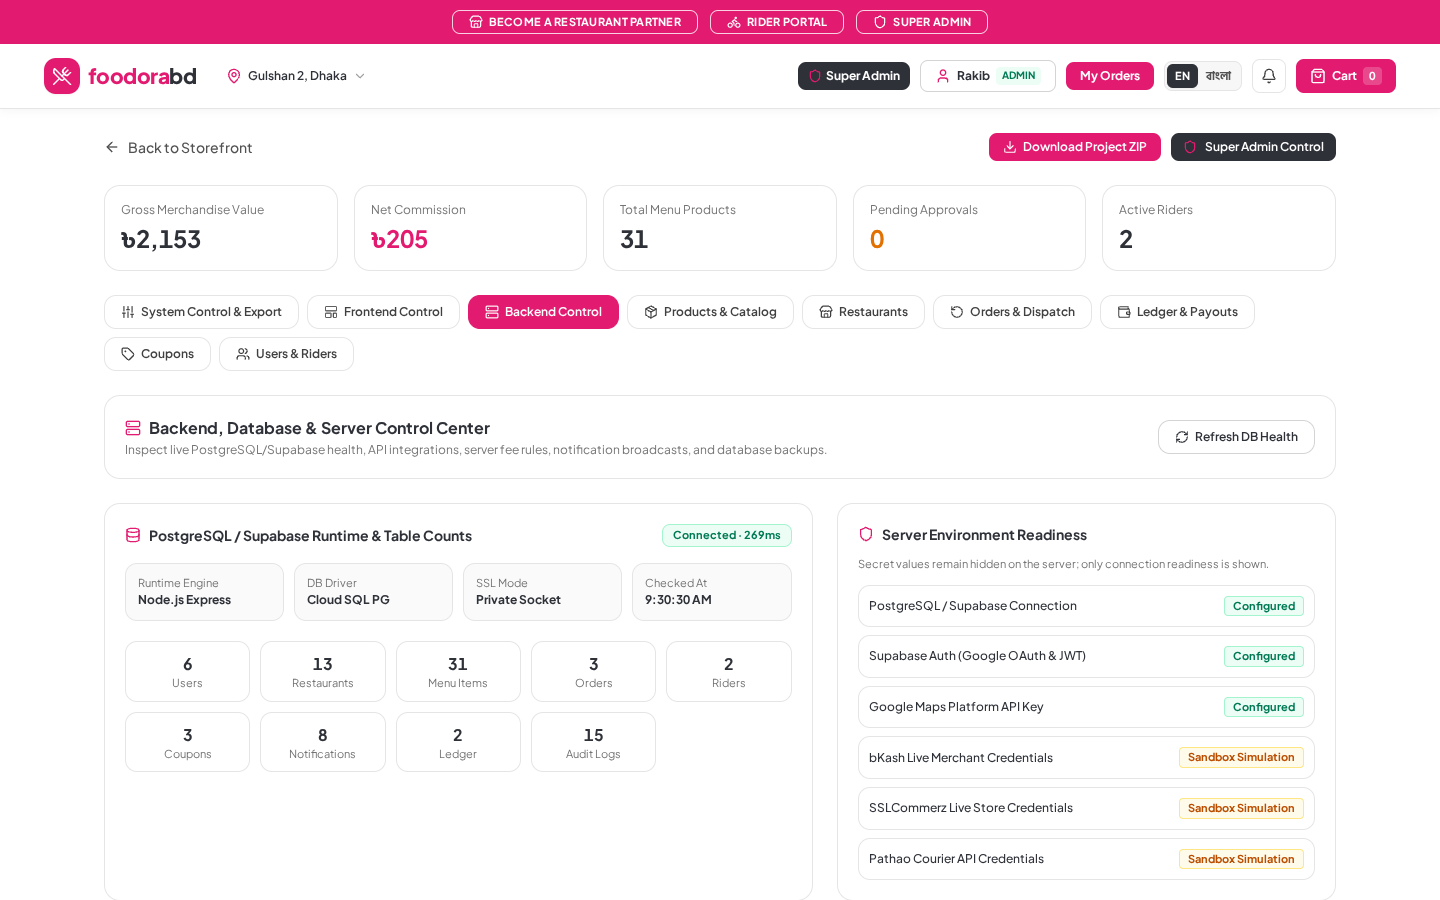 BECOME A RESTAURANT PARTNER
RIDER PORTAL
SUPER ADMIN
foodorabd
Gulshan 2, Dhaka
Super Admin
Rakib ADMIN
My Orders
EN বাংলা
Cart 0
Back to Storefront
Download Project ZIP
Super Admin Control
Gross Merchandise Value
৳2,153
Net Commission
৳205
Total Menu Products
31
Pending Approvals
0
Active Riders
2
System Control & Export
Frontend Control
Backend Control
Products & Catalog
Restaurants
Orders & Dispatch
Ledger & Payouts
Coupons
Users & Riders
Backend, Database & Server Control Center
Inspect live PostgreSQL/Supabase health, API integrations, server fee rules, notification broadcasts, and database backups.
Refresh DB Health
PostgreSQL / Supabase Runtime & Table Counts
Connected · 269ms
Runtime Engine
Node.js Express
DB Driver
Cloud SQL PG
SSL Mode
Private Socket
Checked At
9:30:30 AM
6
Users
13
Restaurants
31
Menu Items
3
Orders
2
Riders
3
Coupons
8
Notifications
2
Ledger
15
Audit Logs
Server Environment Readiness
Secret values remain hidden on the server; only connection readiness is shown.
PostgreSQL / Supabase Connection
Configured
Supabase Auth (Google OAuth & JWT)
Configured
Google Maps Platform API Key
Configured
bKash Live Merchant Credentials
Sandbox Simulation
SSLCommerz Live Store Credentials
Sandbox Simulation
Pathao Courier API Credentials
Sandbox Simulation